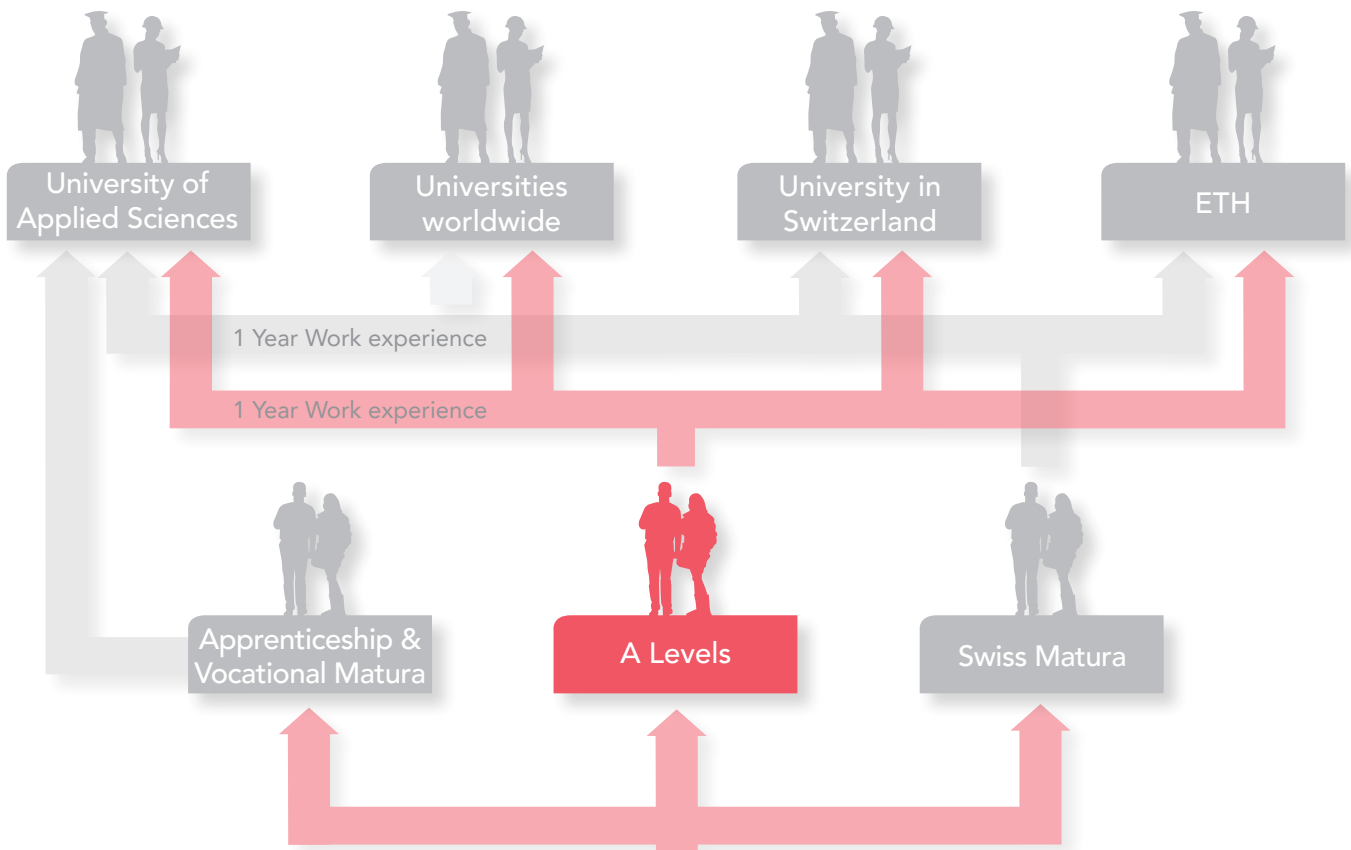 University of
Applied Sciences
Universities
worldwide
University in
Switzerland
ETH
1 Year Work experience
1 Year Work experience
Apprenticeship &
Vocational Matura
A Levels
Swiss Matura